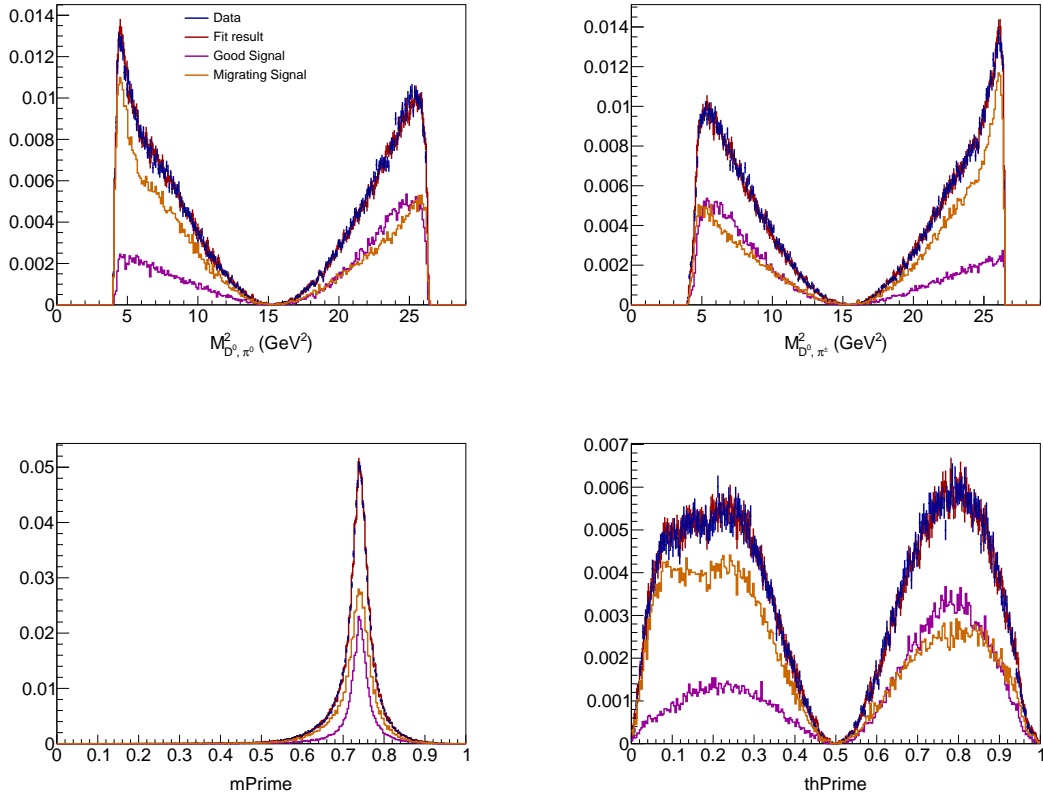 0.014
0.012
0.01
0.008
0.006
0.004
0.002
0
Data
Fit result
Good Signal
Migrating Signal
0 5 10 15 20 25
M²D⁰, π⁰ (GeV²)
0.014
0.012
0.01
0.008
0.006
0.004
0.002
0
0 5 10 15 20 25
M²D⁰, π± (GeV²)
0.05
0.04
0.03
0.02
0.01
0
0 0.1 0.2 0.3 0.4 0.5 0.6 0.7 0.8 0.9 1
mPrime
0.007
0.006
0.005
0.004
0.003
0.002
0.001
0
0 0.1 0.2 0.3 0.4 0.5 0.6 0.7 0.8 0.9 1
thPrime